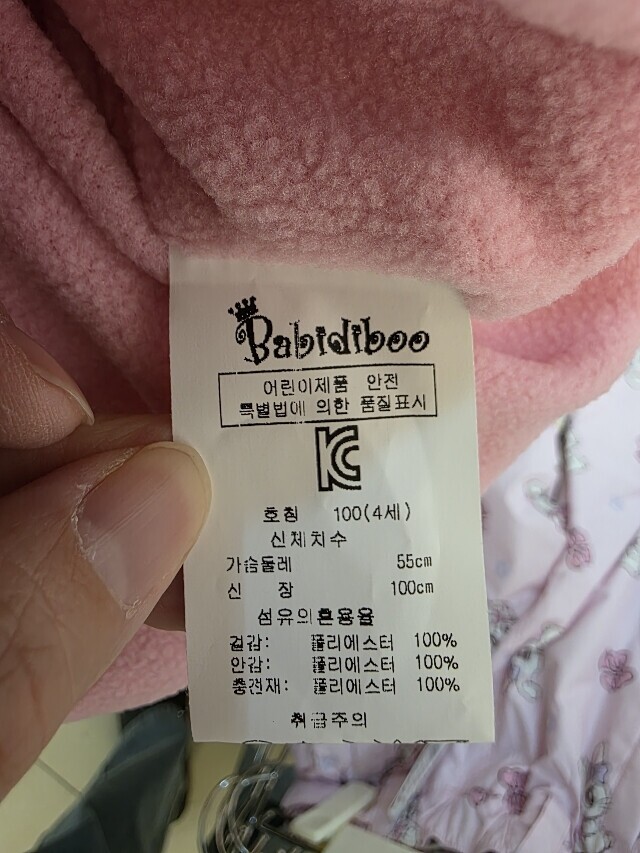 Babidiboo
어린이제품 안전
특별법에 의한 품질표시
KC
호칭 100(4세)
신체치수
가슴둘레 55cm
신 장 100cm
섬유의혼용율
겉감: 폴리에스터 100%
안감: 폴리에스터 100%
충전재: 폴리에스터 100%
취급주의